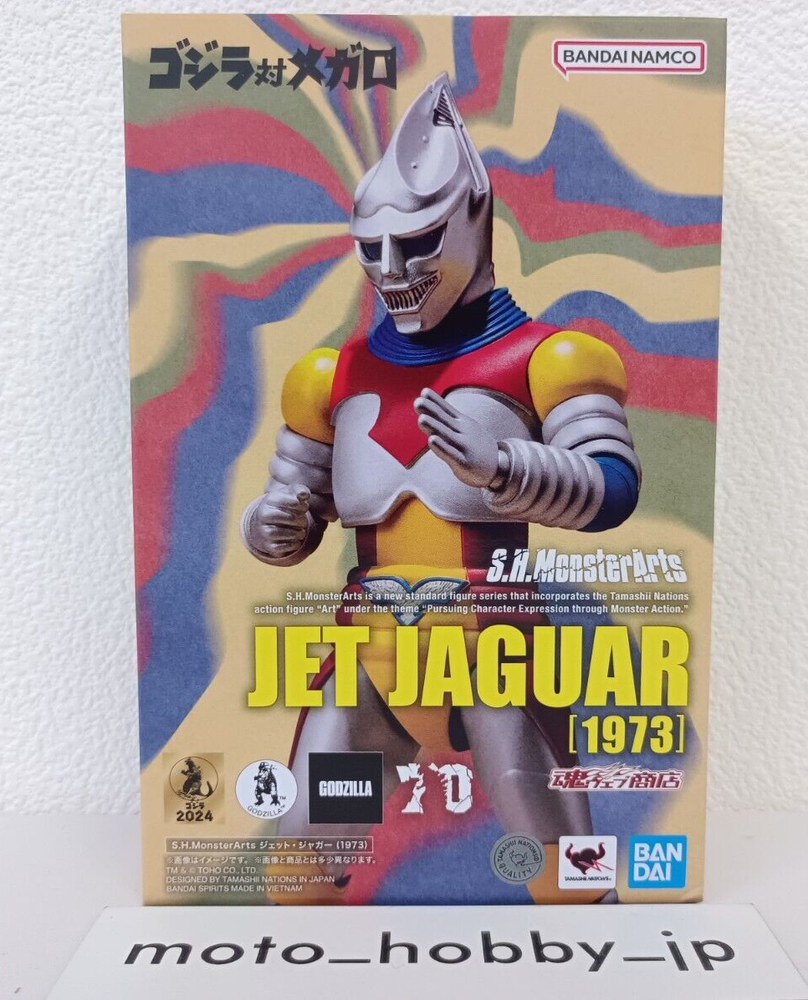 ゴジラ対メガロ
BANDAI NAMCO
S.H.MonsterArts
S.H.MonsterArts is a new standard figure series that incorporates the Tamashii Nations
action figure “Art” under the theme “Pursuing Character Expression through Monster Action.”
JET JAGUAR
[1973]
ゴジラ
2024
GODZILLA™
GODZILLA
70
魂ウェブ商店
S.H.MonsterArts ジェット・ジャガー (1973)
※画像はイメージです。 ※画像と商品とは多少異なります。
TM & © TOHO CO., LTD.
DESIGNED BY TAMASHII NATIONS IN JAPAN
BANDAI SPIRITS MADE IN VIETNAM
TAMASHII NATIONS
QUALITY
TAMASHII NATIONS
BAN
DAI
moto_hobby_jp